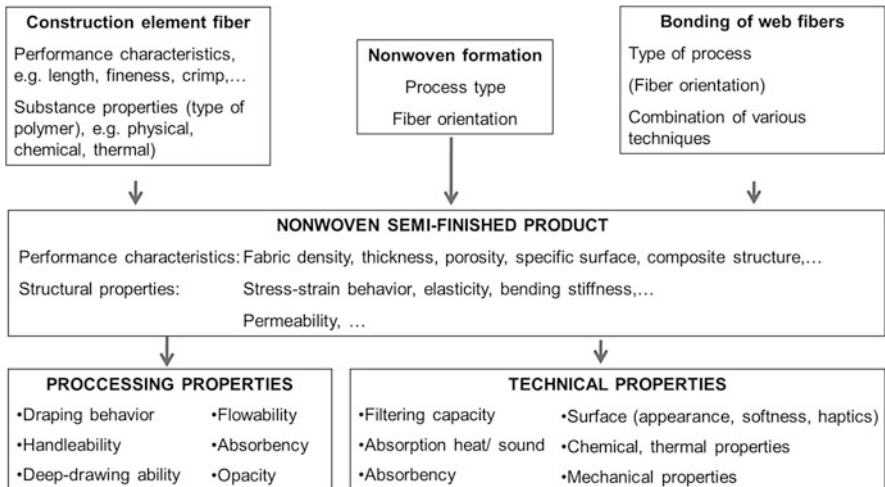 Construction element fiber
Performance characteristics,
e.g. length, fineness, crimp,…
Substance properties (type of
polymer), e.g. physical,
chemical, thermal)
Nonwoven formation
Process type
Fiber orientation
Bonding of web fibers
Type of process
(Fiber orientation)
Combination of various
techniques
NONWOVEN SEMI-FINISHED PRODUCT
Performance characteristics: Fabric density, thickness, porosity, specific surface, composite structure,…
Structural properties: Stress-strain behavior, elasticity, bending stiffness,…
Permeability, …
PROCCESSING PROPERTIES
•Draping behavior •Flowability
•Handleability •Absorbency
•Deep-drawing ability •Opacity
TECHNICAL PROPERTIES
•Filtering capacity •Surface (appearance, softness, haptics)
•Absorption heat/ sound •Chemical, thermal properties
•Absorbency •Mechanical properties